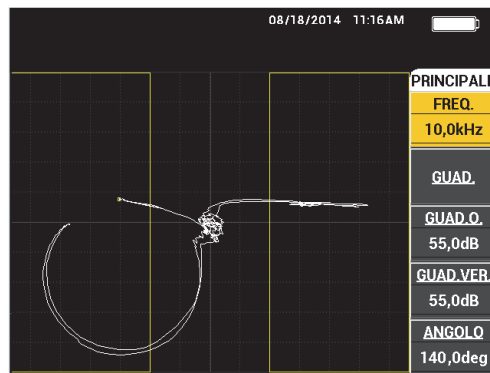 08/18/2014 11:16AM
PRINCIPALI
FREQ.
10,0kHz
GUAD.
GUAD.O.
55,0dB
GUAD.VER.
55,0dB
ANGOLO
140,0deg